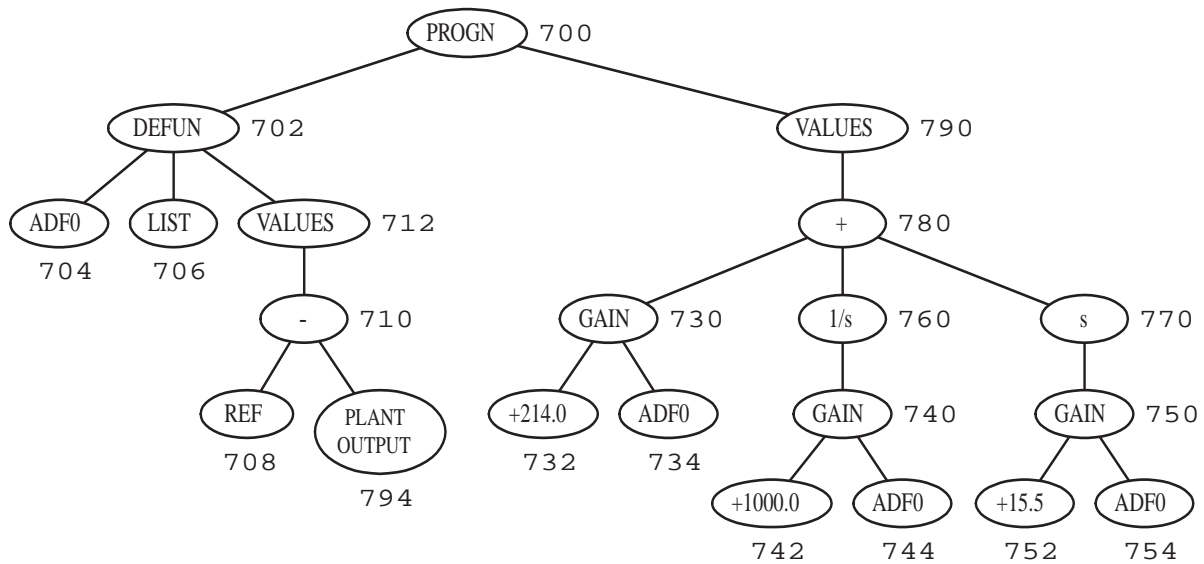 PROGN 700
DEFUN 702
VALUES 790
ADF0
LIST
VALUES 712
+ 780
704
706
- 710
GAIN 730
1/s 760
s 770
REF
PLANT
OUTPUT
+214.0
ADF0
GAIN 740
GAIN 750
708
794
732
734
+1000.0
ADF0
+15.5
ADF0
742
744
752
754